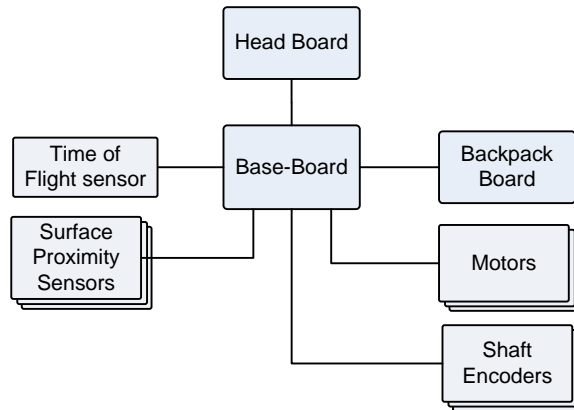 Head Board
Time of
Flight sensor
Base-Board
Backpack
Board
Surface
Proximity
Sensors
Motors
Shaft
Encoders